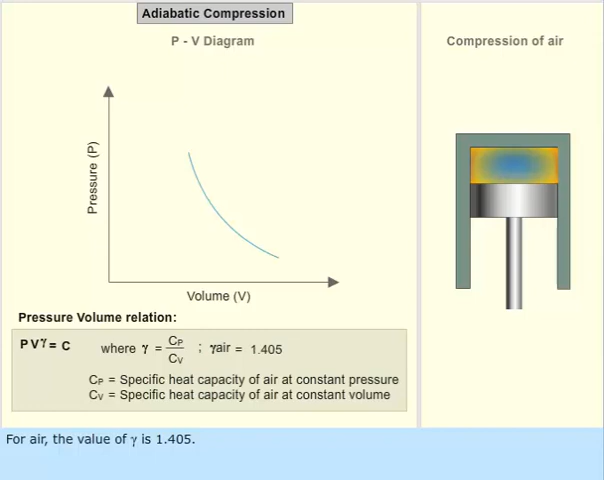 Adiabatic Compression
P - V Diagram
Compression of air
Pressure (P)
Volume (V)
Pressure Volume relation:
P V γ = C where γ = CP / CV ; γair = 1.405
CP = Specific heat capacity of air at constant pressure
CV = Specific heat capacity of air at constant volume
For air, the value of γ is 1.405.